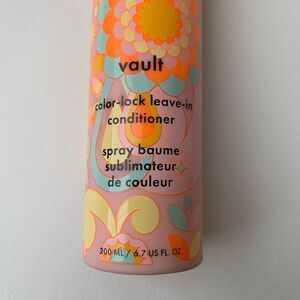 vault
color-lock leave-in
conditioner
spray baume
sublimateur
de couleur
200 ML / 6.7 US FL. OZ